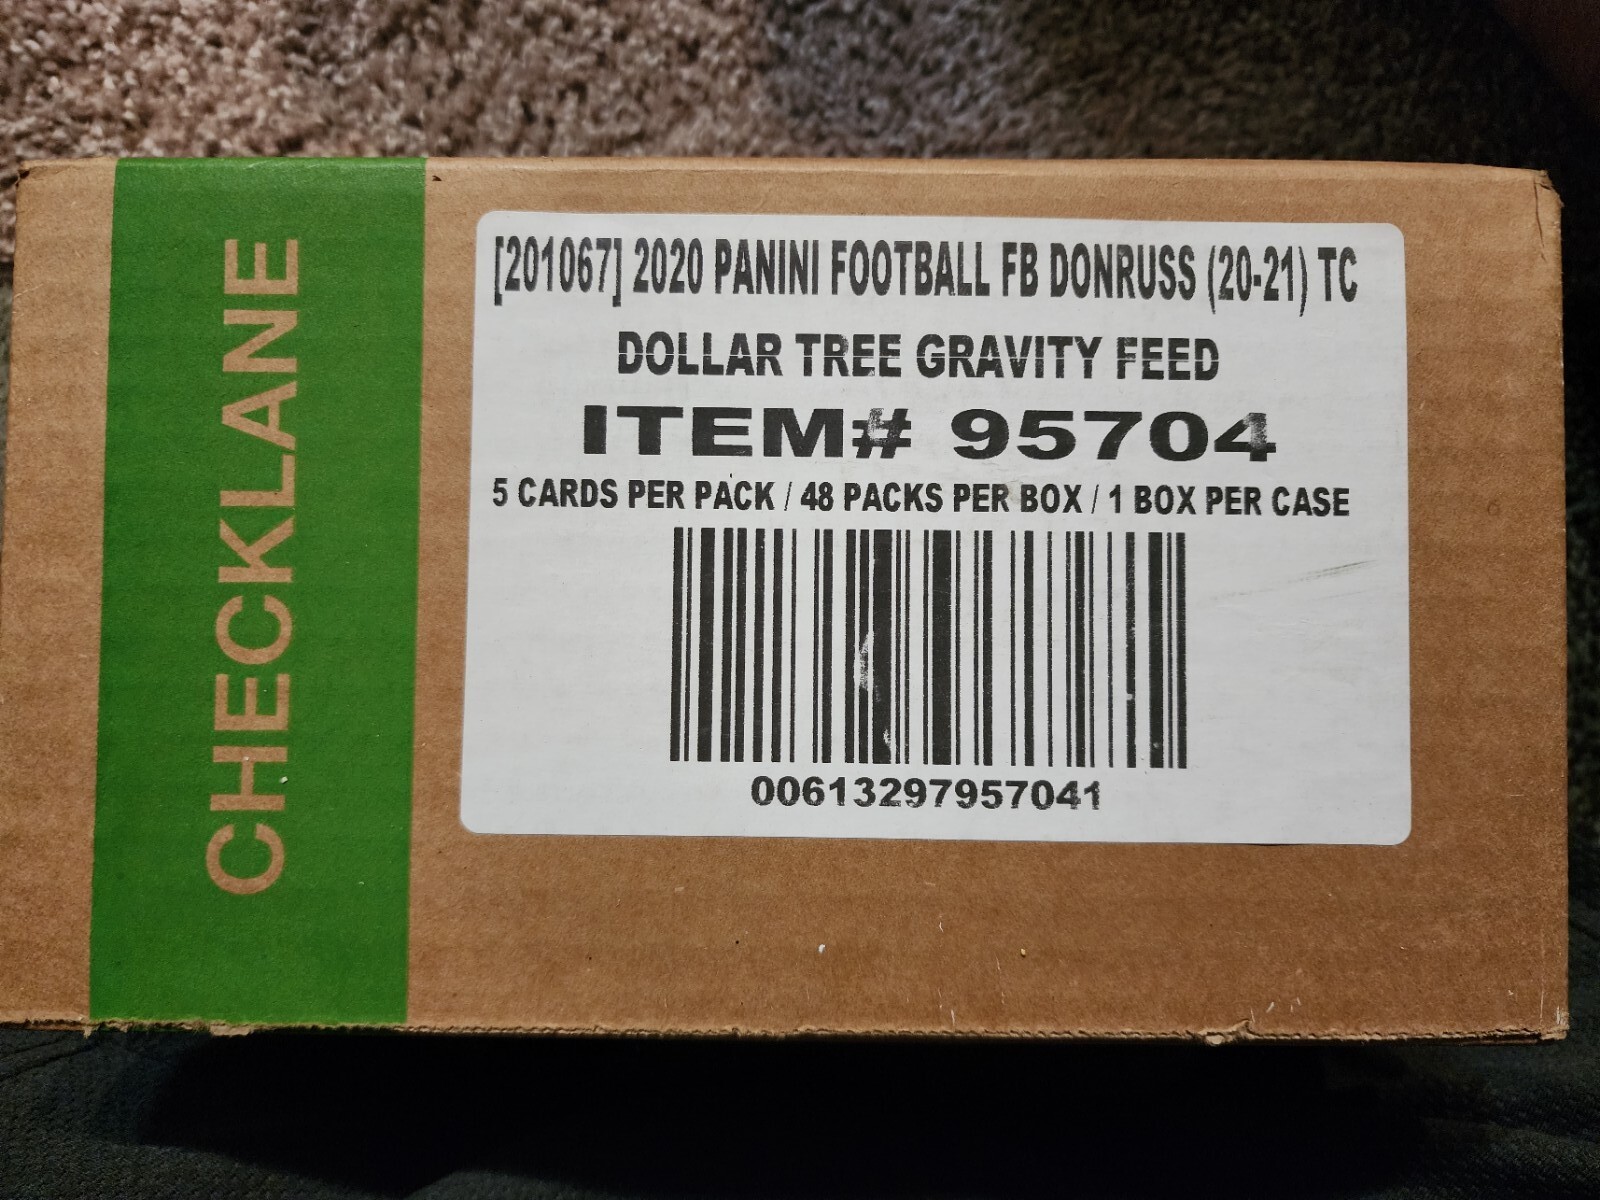 CHECKLANE
[201067] 2020 PANINI FOOTBALL FB DONRUSS (20-21) TC
DOLLAR TREE GRAVITY FEED
ITEM# 95704
5 CARDS PER PACK / 48 PACKS PER BOX / 1 BOX PER CASE
00613297957041